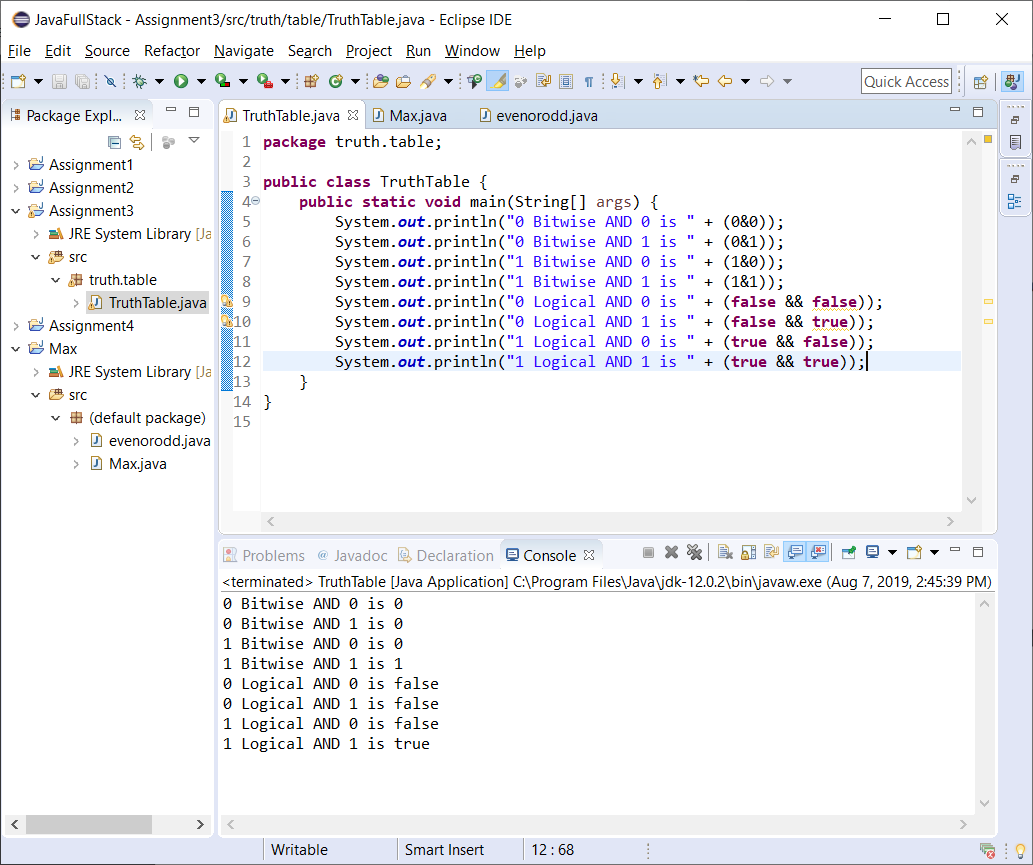 JavaFullStack - Assignment3/src/truth/table/TruthTable.java - Eclipse IDE
File Edit Source Refactor Navigate Search Project Run Window Help
Quick Access
Package Expl...
Assignment1
Assignment2
Assignment3
JRE System Library [Ja
src
truth.table
TruthTable.java
Assignment4
Max
JRE System Library [Ja
src
(default package)
evenorodd.java
Max.java
TruthTable.java Max.java evenorodd.java
1 package truth.table;
2
3 public class TruthTable {
4 public static void main(String[] args) {
5 System.out.println("0 Bitwise AND 0 is " + (0&0));
6 System.out.println("0 Bitwise AND 1 is " + (0&1));
7 System.out.println("1 Bitwise AND 0 is " + (1&0));
8 System.out.println("1 Bitwise AND 1 is " + (1&1));
9 System.out.println("0 Logical AND 0 is " + (false && false));
10 System.out.println("0 Logical AND 1 is " + (false && true));
11 System.out.println("1 Logical AND 0 is " + (true && false));
12 System.out.println("1 Logical AND 1 is " + (true && true));
13 }
14 }
15
Problems @ Javadoc Declaration Console
<terminated> TruthTable [Java Application] C:\Program Files\Java\jdk-12.0.2\bin\javaw.exe (Aug 7, 2019, 2:45:39 PM)
0 Bitwise AND 0 is 0
0 Bitwise AND 1 is 0
1 Bitwise AND 0 is 0
1 Bitwise AND 1 is 1
0 Logical AND 0 is false
0 Logical AND 1 is false
1 Logical AND 0 is false
1 Logical AND 1 is true
Writable Smart Insert 12 : 68